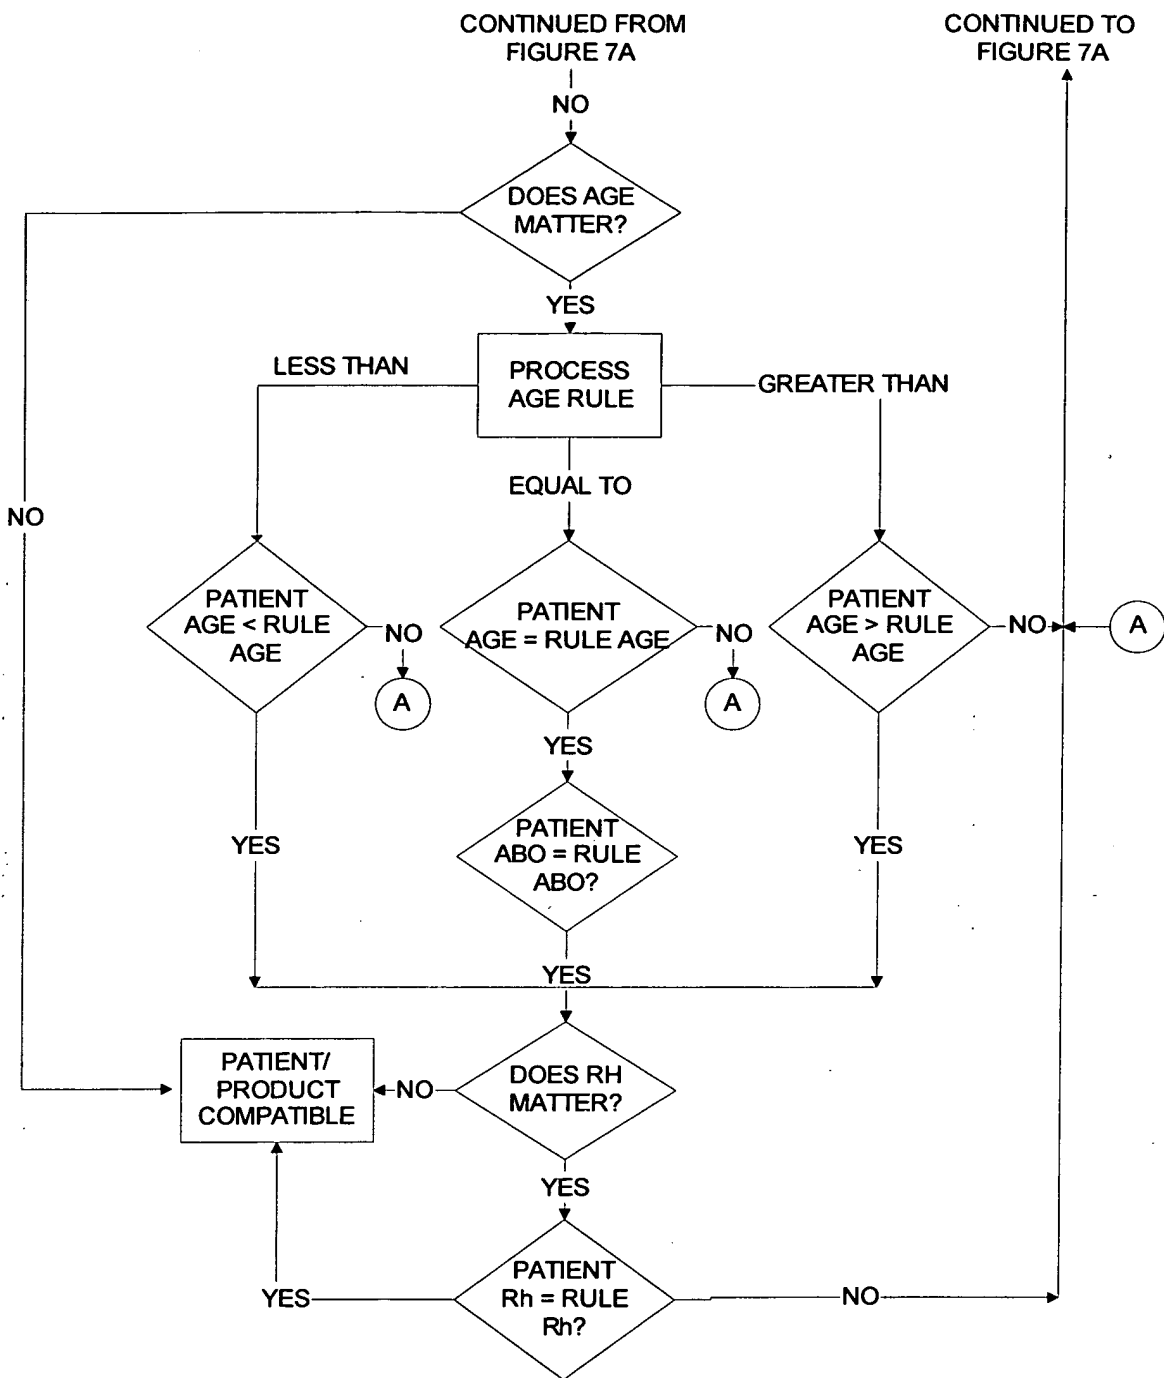 CONTINUED FROM
FIGURE 7A
CONTINUED TO
FIGURE 7A
NO
DOES AGE
MATTER?
YES
LESS THAN
PROCESS
AGE RULE
GREATER THAN
EQUAL TO
NO
PATIENT
AGE < RULE
AGE
NO
A
PATIENT
AGE = RULE AGE
NO
A
PATIENT
AGE > RULE
AGE
NO
A
YES
YES
PATIENT
ABO = RULE
ABO?
YES
YES
PATIENT/
PRODUCT
COMPATIBLE
NO
DOES RH
MATTER?
YES
YES
PATIENT
Rh = RULE
Rh?
NO